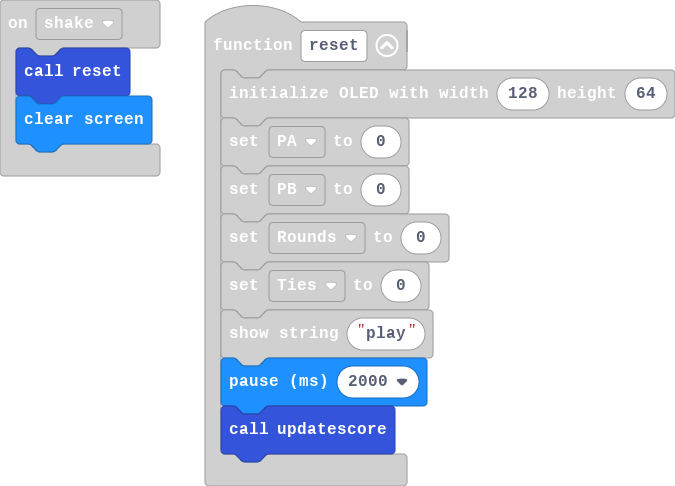 on shake
call reset
clear screen
function reset
initialize OLED with width 128 height 64
set PA to 0
set PB to 0
set Rounds to 0
set Ties to 0
show string "play"
pause (ms) 2000
call updatescore